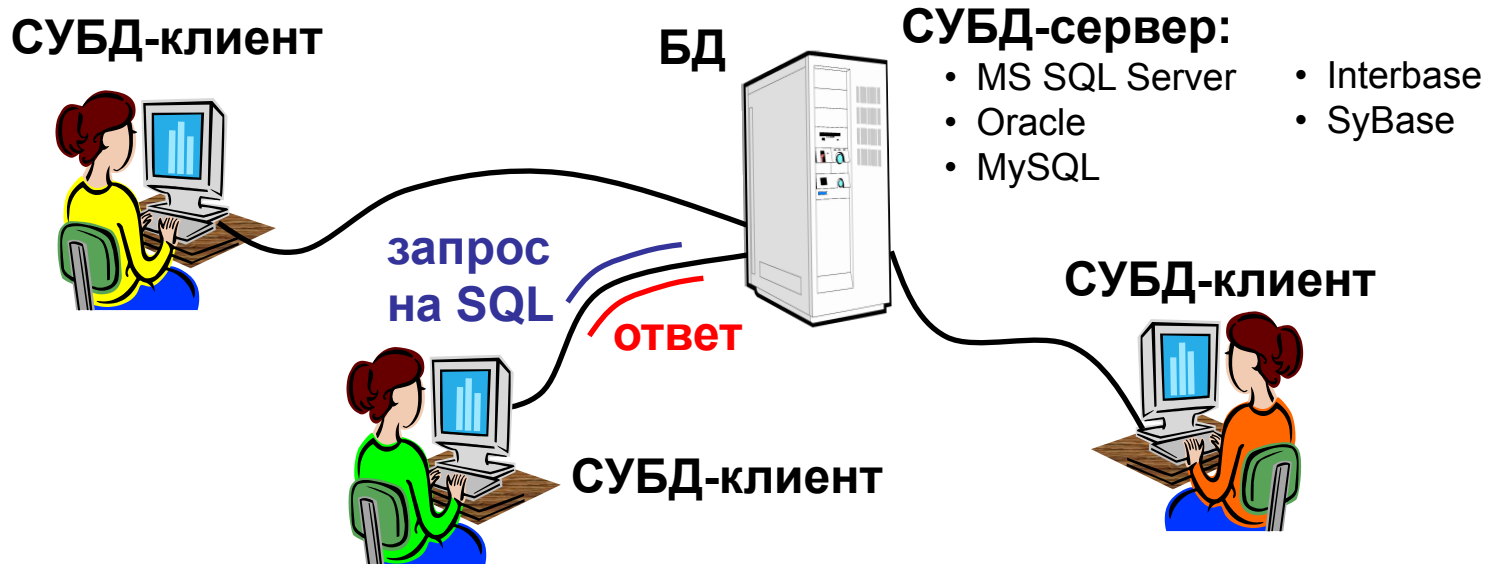 СУБД-клиент
БД
СУБД-сервер:
• MS SQL Server
• Oracle
• MySQL
• Interbase
• SyBase
запрос
на SQL
ответ
СУБД-клиент
СУБД-клиент